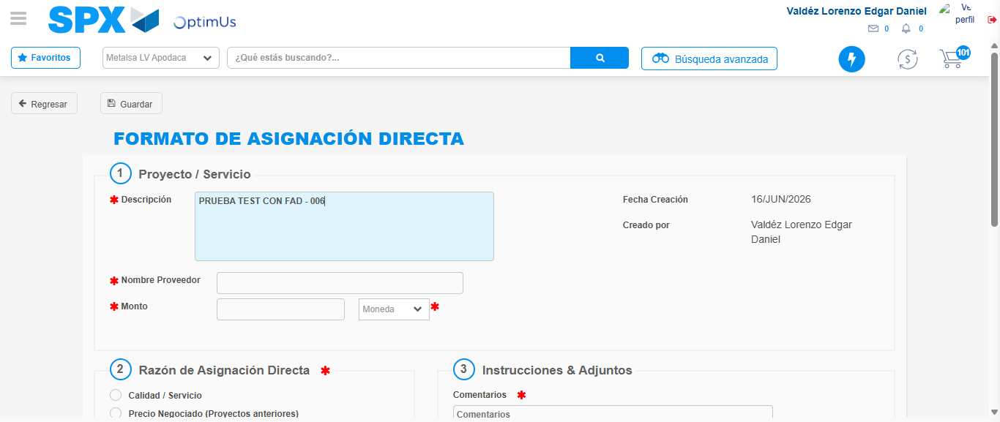 SPX
OptimUs
Valdéz Lorenzo Edgar Daniel
Ve
perfil
0
0
Favoritos
Metalsa LV Apodaca
¿Qué estás buscando?...
Búsqueda avanzada
$
101
Regresar
Guardar
FORMATO DE ASIGNACIÓN DIRECTA
1 Proyecto / Servicio
* Descripción
PRUEBA TEST CON FAD - 006
Fecha Creación
16/JUN/2026
Creado por
Valdéz Lorenzo Edgar
Daniel
* Nombre Proveedor
* Monto
Moneda *
2 Razón de Asignación Directa *
Calidad / Servicio
Precio Negociado (Proyectos anteriores)
3 Instrucciones & Adjuntos
Comentarios *
Comentarios